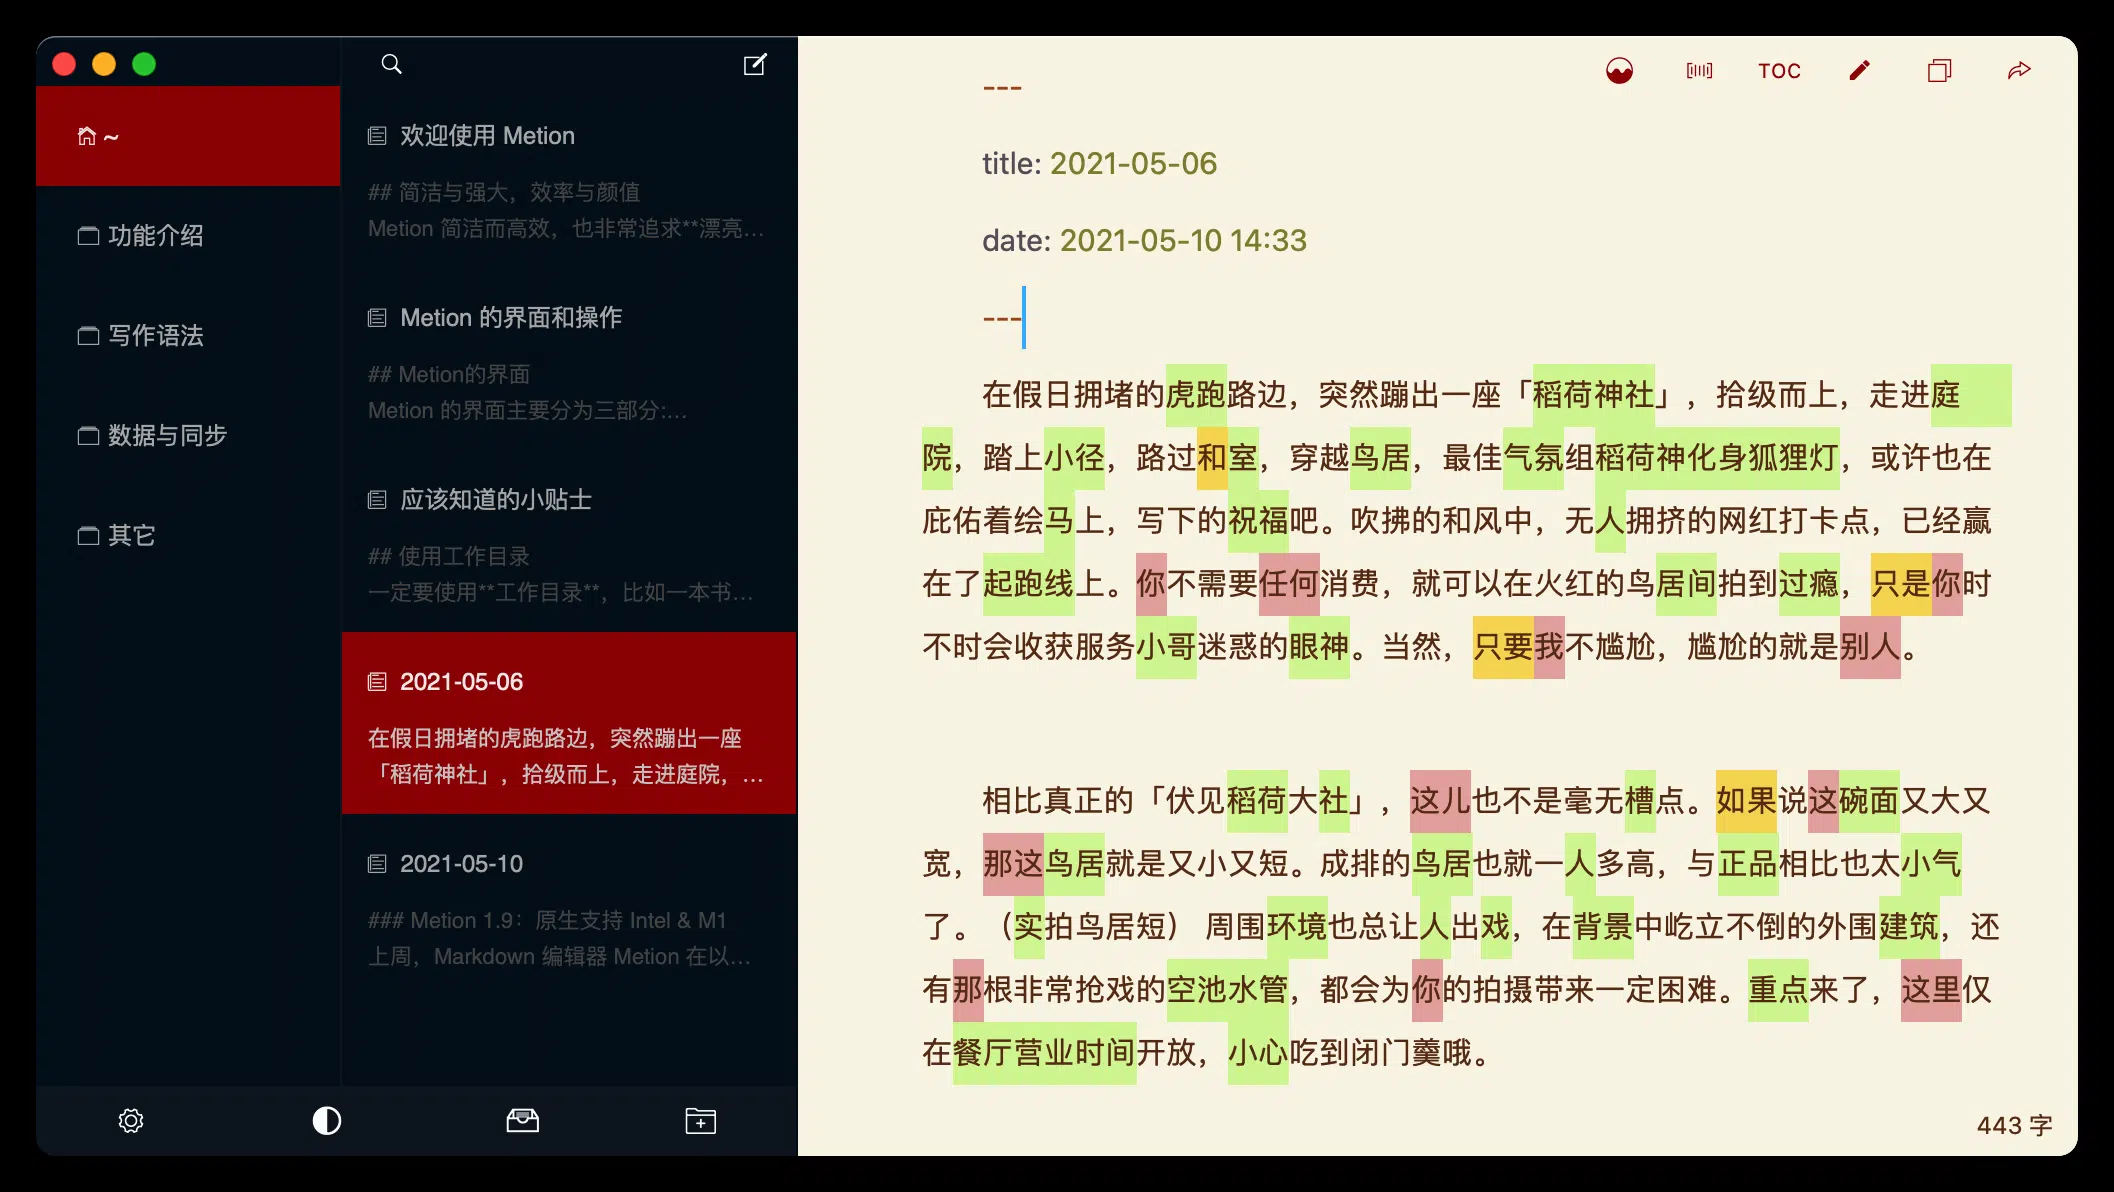 ~
功能介绍
写作语法
数据与同步
其它
欢迎使用 Metion
## 简洁与强大，效率与颜值
Metion 简洁而高效，也非常追求**漂亮...
Metion 的界面和操作
## Metion的界面
Metion 的界面主要分为三部分:...
应该知道的小贴士
## 使用工作目录
一定要使用**工作目录**，比如一本书...
2021-05-06
在假日拥堵的虎跑路边，突然蹦出一座
「稻荷神社」，拾级而上，走进庭院，...
2021-05-10
### Metion 1.9：原生支持 Intel & M1
上周，Markdown 编辑器 Metion 在以...
TOC
---
title: 2021-05-06
date: 2021-05-10 14:33
---
在假日拥堵的虎跑路边，突然蹦出一座「稻荷神社」，拾级而上，走进庭
院，踏上小径，路过和室，穿越鸟居，最佳气氛组稻荷神化身狐狸灯，或许也在
庇佑着绘马上，写下的祝福吧。吹拂的和风中，无人拥挤的网红打卡点，已经赢
在了起跑线上。你不需要任何消费，就可以在火红的鸟居间拍到过瘾，只是你时
不时会收获服务小哥迷惑的眼神。当然，只要我不尴尬，尴尬的就是别人。
相比真正的「伏见稻荷大社」，这儿也不是毫无槽点。如果说这碗面又大又
宽，那这鸟居就是又小又短。成排的鸟居也就一人多高，与正品相比也太小气
了。（实拍鸟居短） 周围环境也总让人出戏，在背景中屹立不倒的外围建筑，还
有那根非常抢戏的空池水管，都会为你的拍摄带来一定困难。重点来了，这里仅
在餐厅营业时间开放，小心吃到闭门羹哦。
443 字